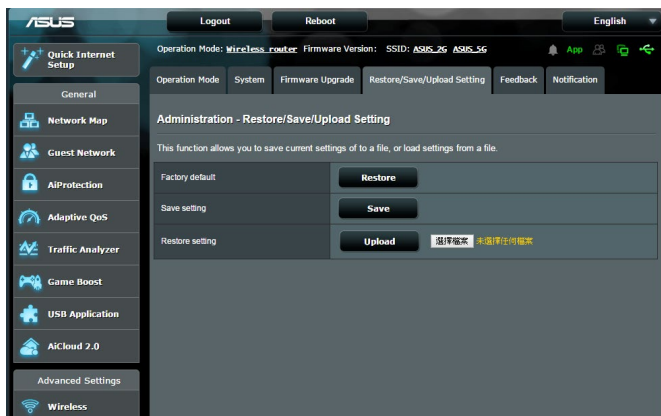 ASUS
Logout
Reboot
English
Quick Internet
Setup
Operation Mode: Wireless router Firmware Version: SSID: ASUS_2G ASUS_5G
App
Operation Mode
System
Firmware Upgrade
Restore/Save/Upload Setting
Feedback
Notification
General
Network Map
Guest Network
AiProtection
Adaptive QoS
Traffic Analyzer
Game Boost
USB Application
AiCloud 2.0
Advanced Settings
Wireless
Administration - Restore/Save/Upload Setting
This function allows you to save current settings of to a file, or load settings from a file.
Factory default
Restore
Save setting
Save
Restore setting
Upload
選擇檔案 未選擇任何檔案